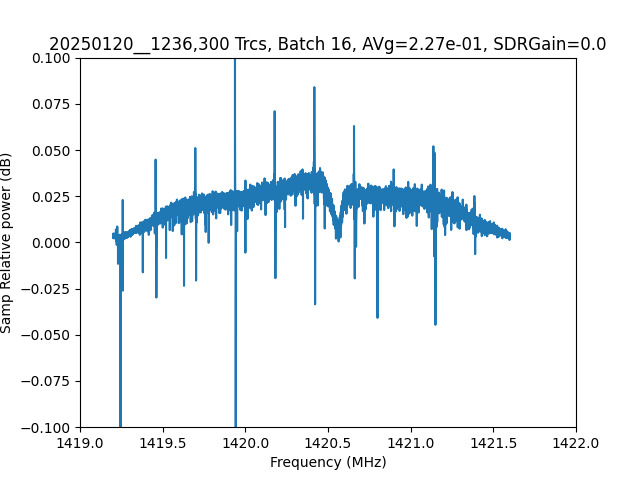 20250120__1236,300 Trcs, Batch 16, AVg=2.27e-01, SDRGain=0.0
0.100
0.075
0.050
0.025
0.000
−0.025
−0.050
−0.075
−0.100
Samp Relative power (dB)
1419.0 1419.5 1420.0 1420.5 1421.0 1421.5 1422.0
Frequency (MHz)